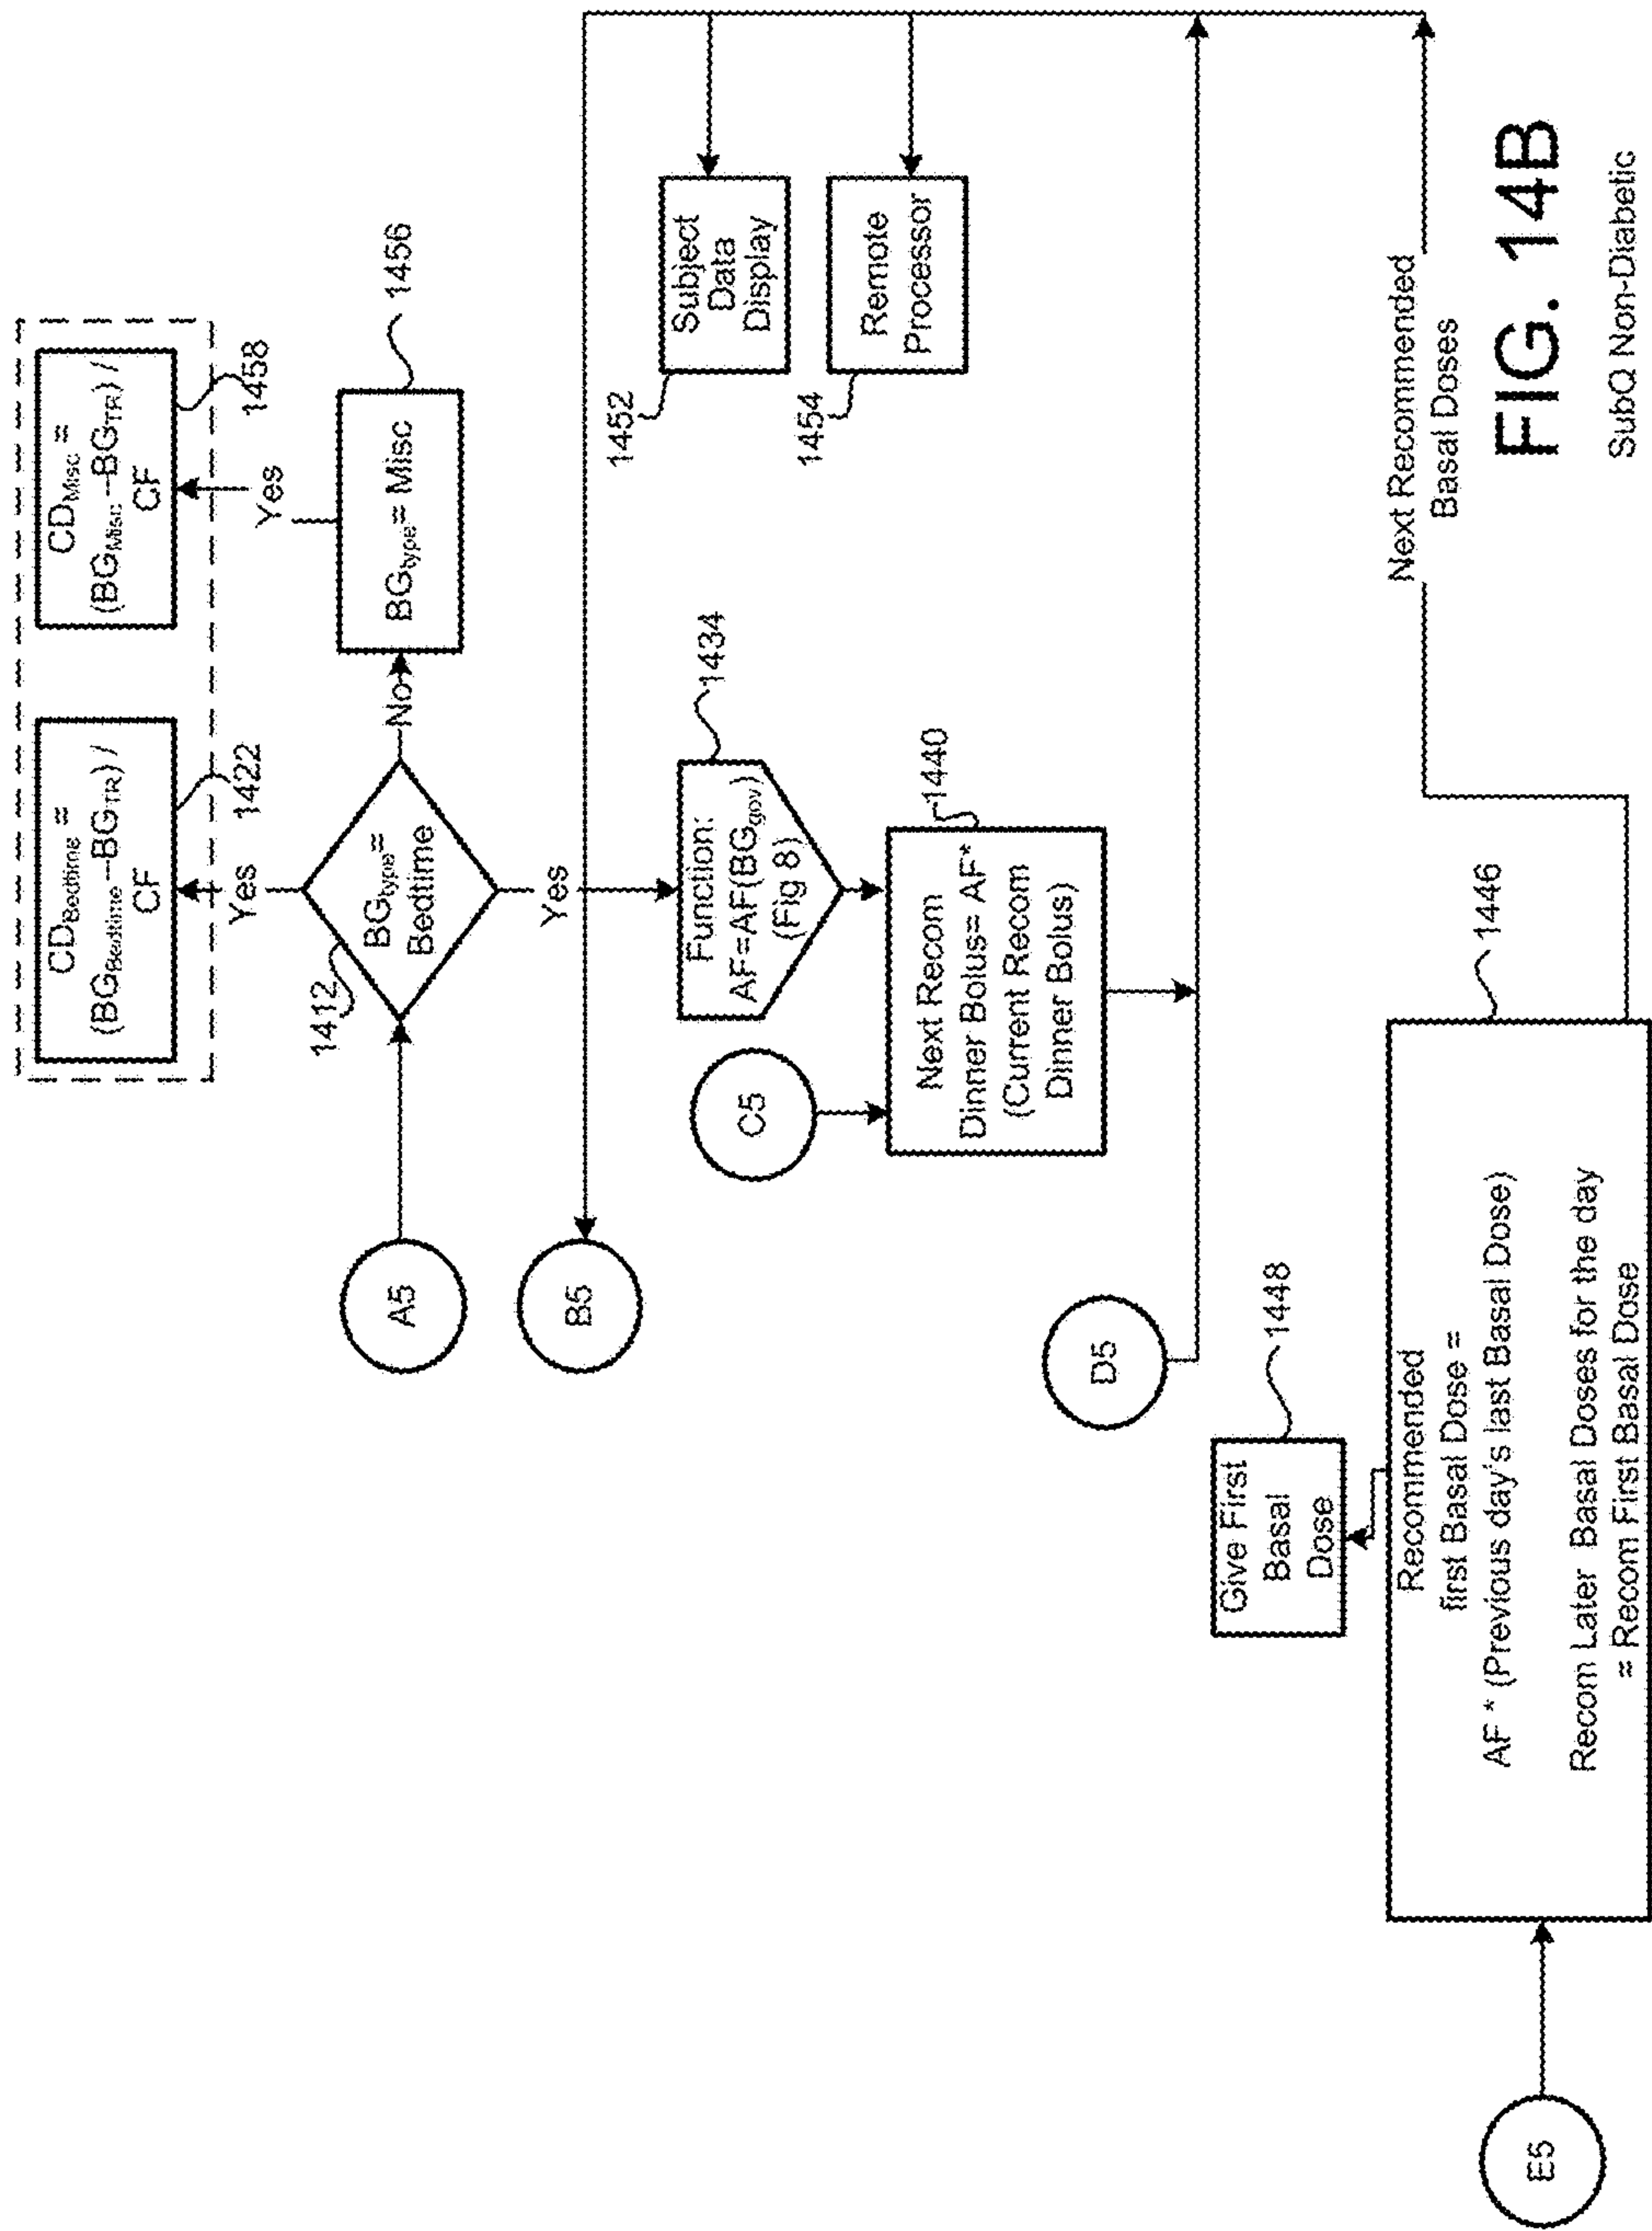 CD_Bedtime =
(BG_Bedtime –BG_TR) /
CF
1422
CD_Misc =
(BG_Misc –BG_TR) /
CF
1458
Yes
Yes
A5
1412
BG_type=
Bedtime
No
BG_type= Misc
1456
B5
Yes
C5
Function:
AF=AF(BG_gov)
(Fig 8)
1434
1452
Subject
Data
Display
1454
Remote
Processor
Next Recom
Dinner Bolus= AF*
(Current Recom
Dinner Bolus)
1440
D5
Give First
Basal
Dose
1448
E5
Recommended
first Basal Dose =
AF * (Previous day's last Basal Dose)
Recom Later Basal Doses for the day
= Recom First Basal Dose
1446
Next Recommended
Basal Doses
FIG. 14B
SubQ Non-Diabetic